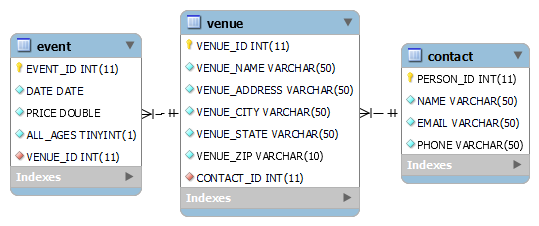 event
EVENT_ID INT(11)
DATE DATE
PRICE DOUBLE
ALL_AGES TINYINT(1)
VENUE_ID INT(11)
Indexes
venue
VENUE_ID INT(11)
VENUE_NAME VARCHAR(50)
VENUE_ADDRESS VARCHAR(50)
VENUE_CITY VARCHAR(50)
VENUE_STATE VARCHAR(50)
VENUE_ZIP VARCHAR(10)
CONTACT_ID INT(11)
Indexes
contact
PERSON_ID INT(11)
NAME VARCHAR(50)
EMAIL VARCHAR(50)
PHONE VARCHAR(50)
Indexes